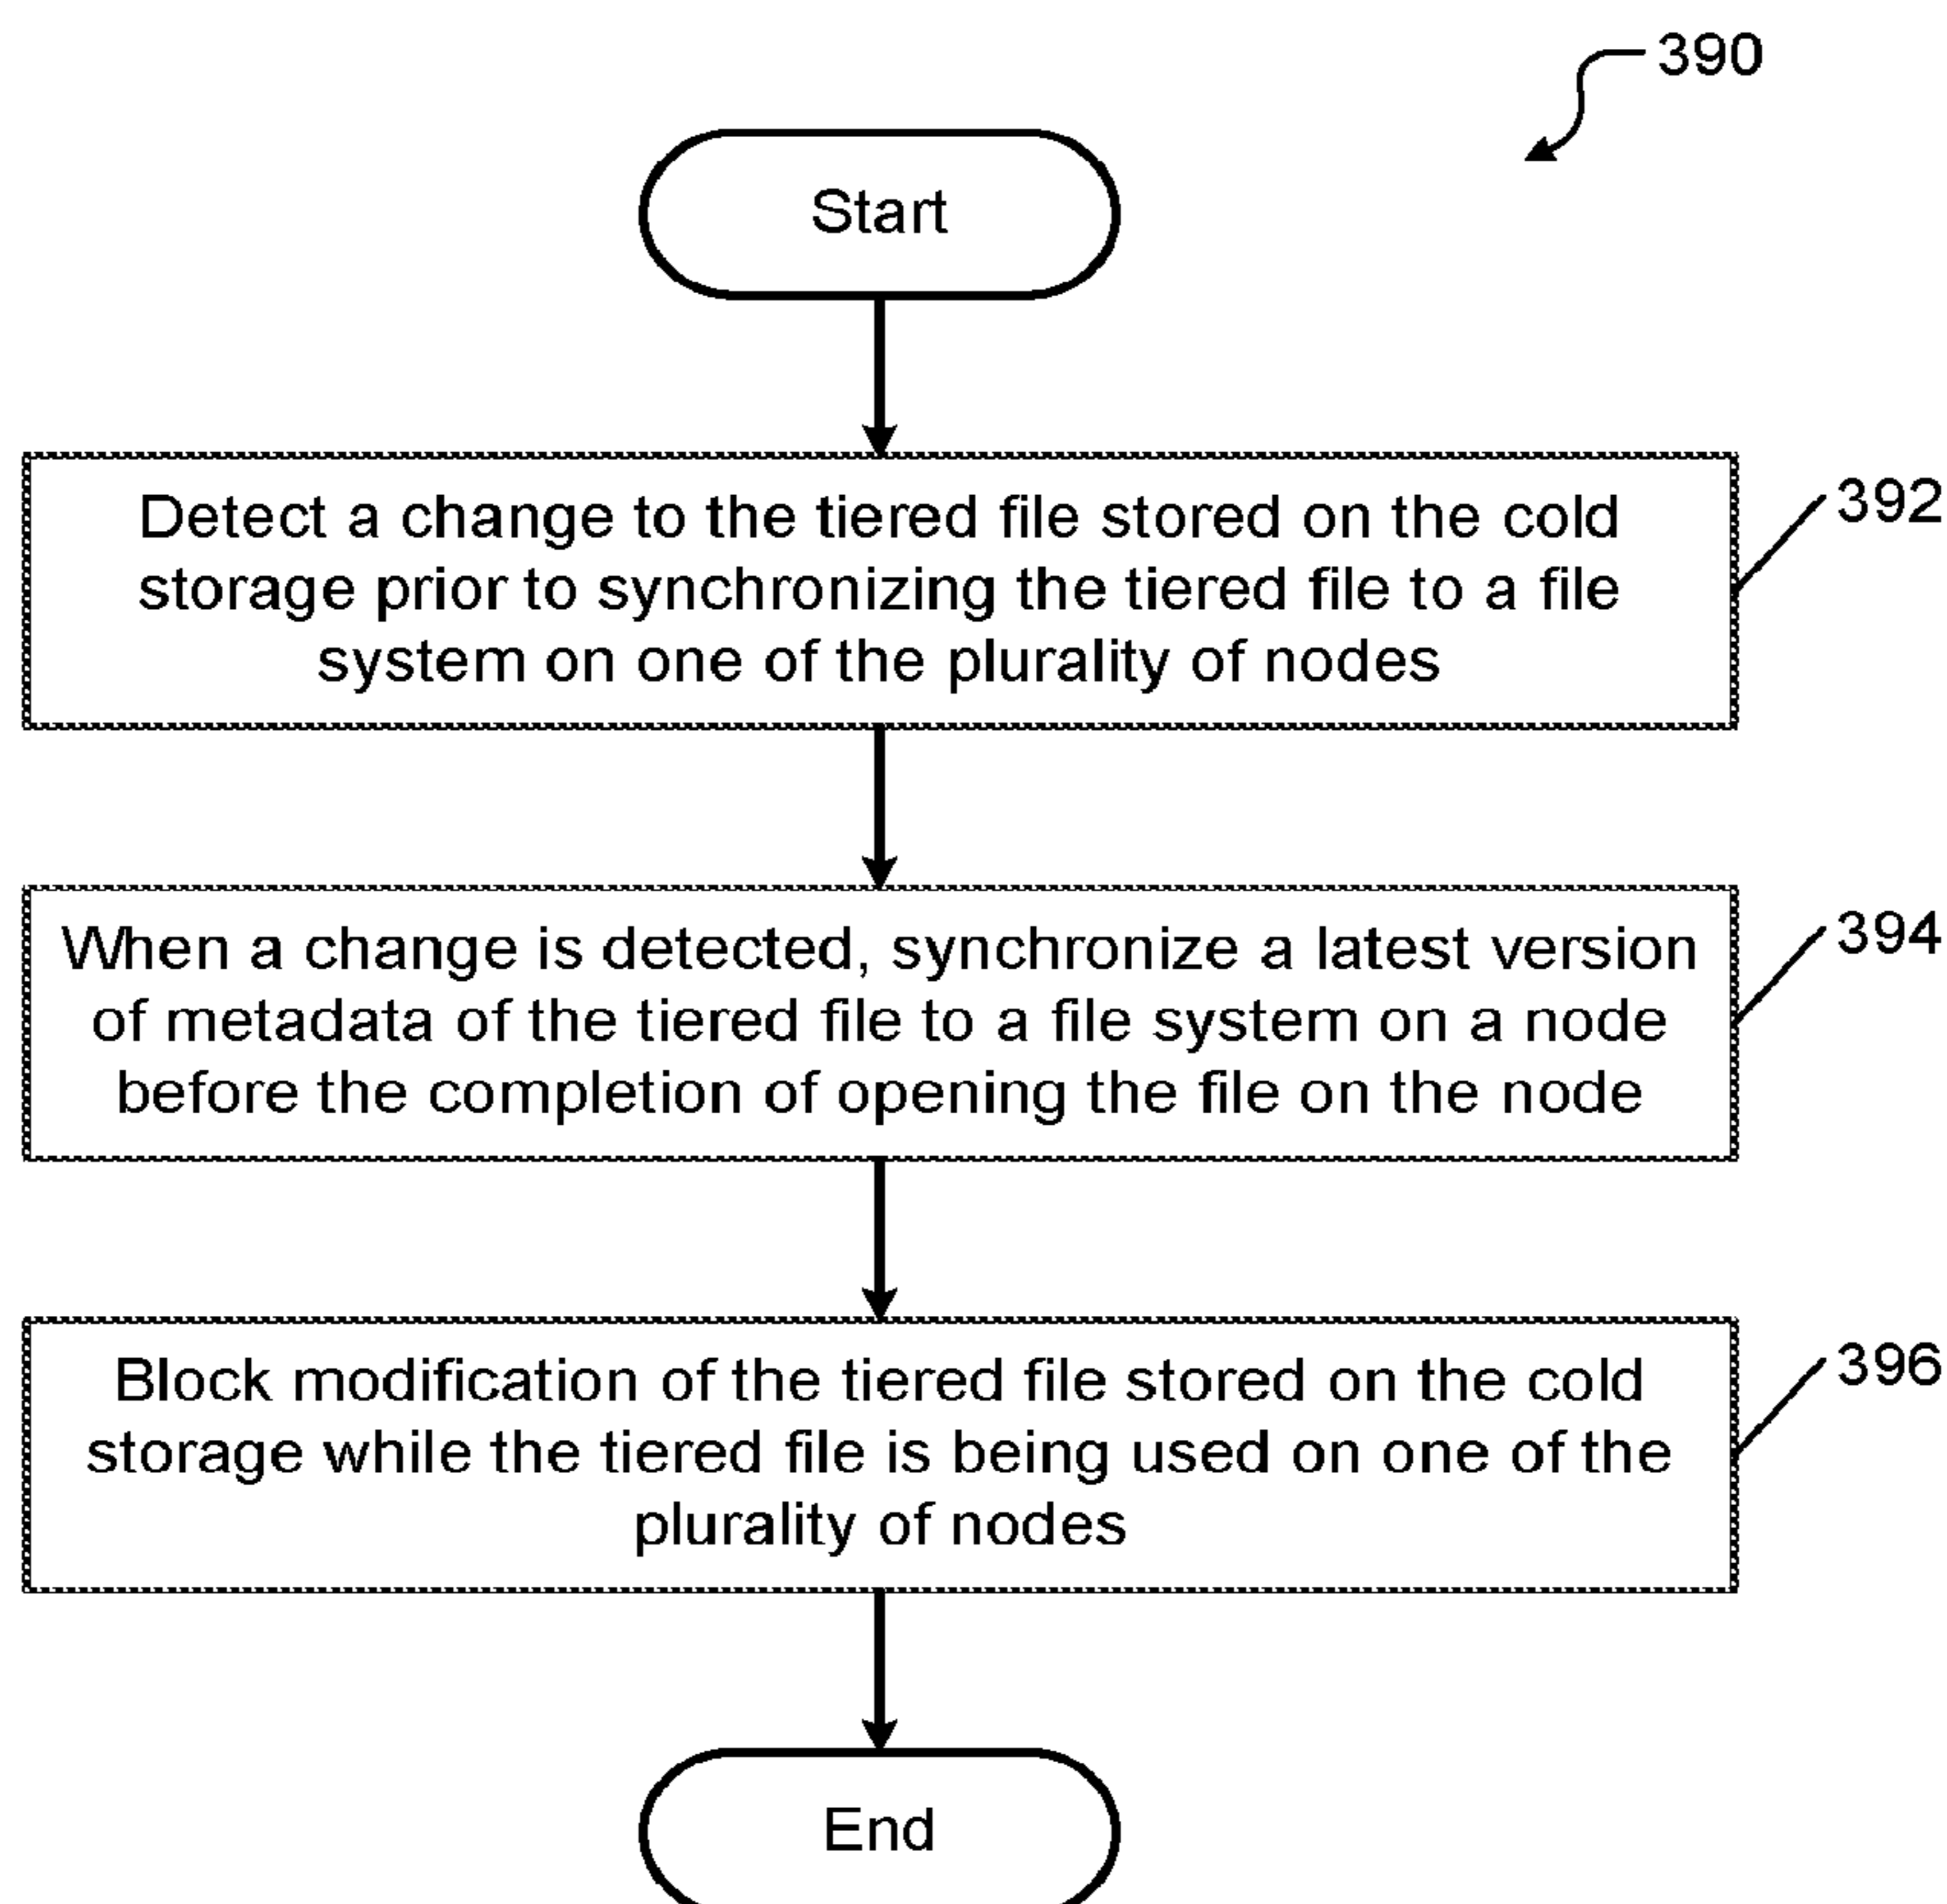 390
Start
Detect a change to the tiered file stored on the cold
storage prior to synchronizing the tiered file to a file
system on one of the plurality of nodes
392
When a change is detected, synchronize a latest version
of metadata of the tiered file to a file system on a node
before the completion of opening the file on the node
394
Block modification of the tiered file stored on the cold
storage while the tiered file is being used on one of the
plurality of nodes
396
End